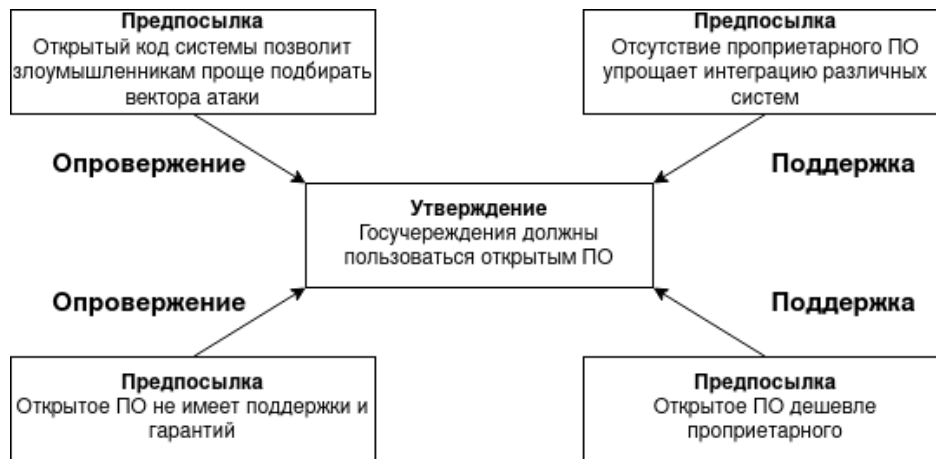 Предпосылка
Открытый код системы позволит
злоумышленникам проще подбирать
вектора атаки
Предпосылка
Отсутствие проприетарного ПО
упрощает интеграцию различных
систем
Опровержение
Поддержка
Утверждение
Госучереждения должны
пользоваться открытым ПО
Опровержение
Поддержка
Предпосылка
Открытое ПО не имеет поддержки и
гарантий
Предпосылка
Открытое ПО дешевле
проприетарного